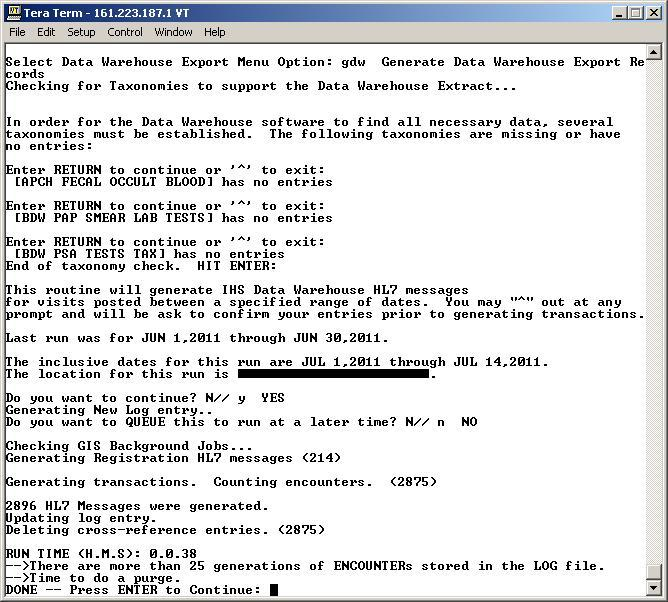 Tera Term - 161.223.187.1 VT
File Edit Setup Control Window Help
Select Data Warehouse Export Menu Option: gdw  Generate Data Warehouse Export Re
cords
Checking for Taxonomies to support the Data Warehouse Extract...
In order for the Data Warehouse software to find all necessary data, several
taxonomies must be established.  The following taxonomies are missing or have
no entries:
Enter RETURN to continue or '^' to exit:
 [APCH FECAL OCCULT BLOOD] has no entries
Enter RETURN to continue or '^' to exit:
 [BDW PAP SMEAR LAB TESTS] has no entries
Enter RETURN to continue or '^' to exit:
 [BDW PSA TESTS TAX] has no entries
End of taxonomy check.  HIT ENTER:
This routine will generate IHS Data Warehouse HL7 messages
for visits posted between a specified range of dates.  You may "^" out at any
prompt and will be ask to confirm your entries prior to generating transactions.
Last run was for JUN 1,2011 through JUN 30,2011.
The inclusive dates for this run are JUL 1,2011 through JUL 14,2011.
The location for this run is .
Do you want to continue? N// y  YES
Generating New Log entry..
Do you want to QUEUE this to run at a later time? N// n  NO
Checking GIS Background Jobs...
Generating Registration HL7 messages (214)
Generating transactions.  Counting encounters.  (2875)
2896 HL7 Messages were generated.
Updating log entry.
Deleting cross-reference entries. (2875)
RUN TIME (H.M.S): 0.0.38
-->There are more than 25 generations of ENCOUNTERs stored in the LOG file.
-->Time to do a purge.
DONE -- Press ENTER to Continue: